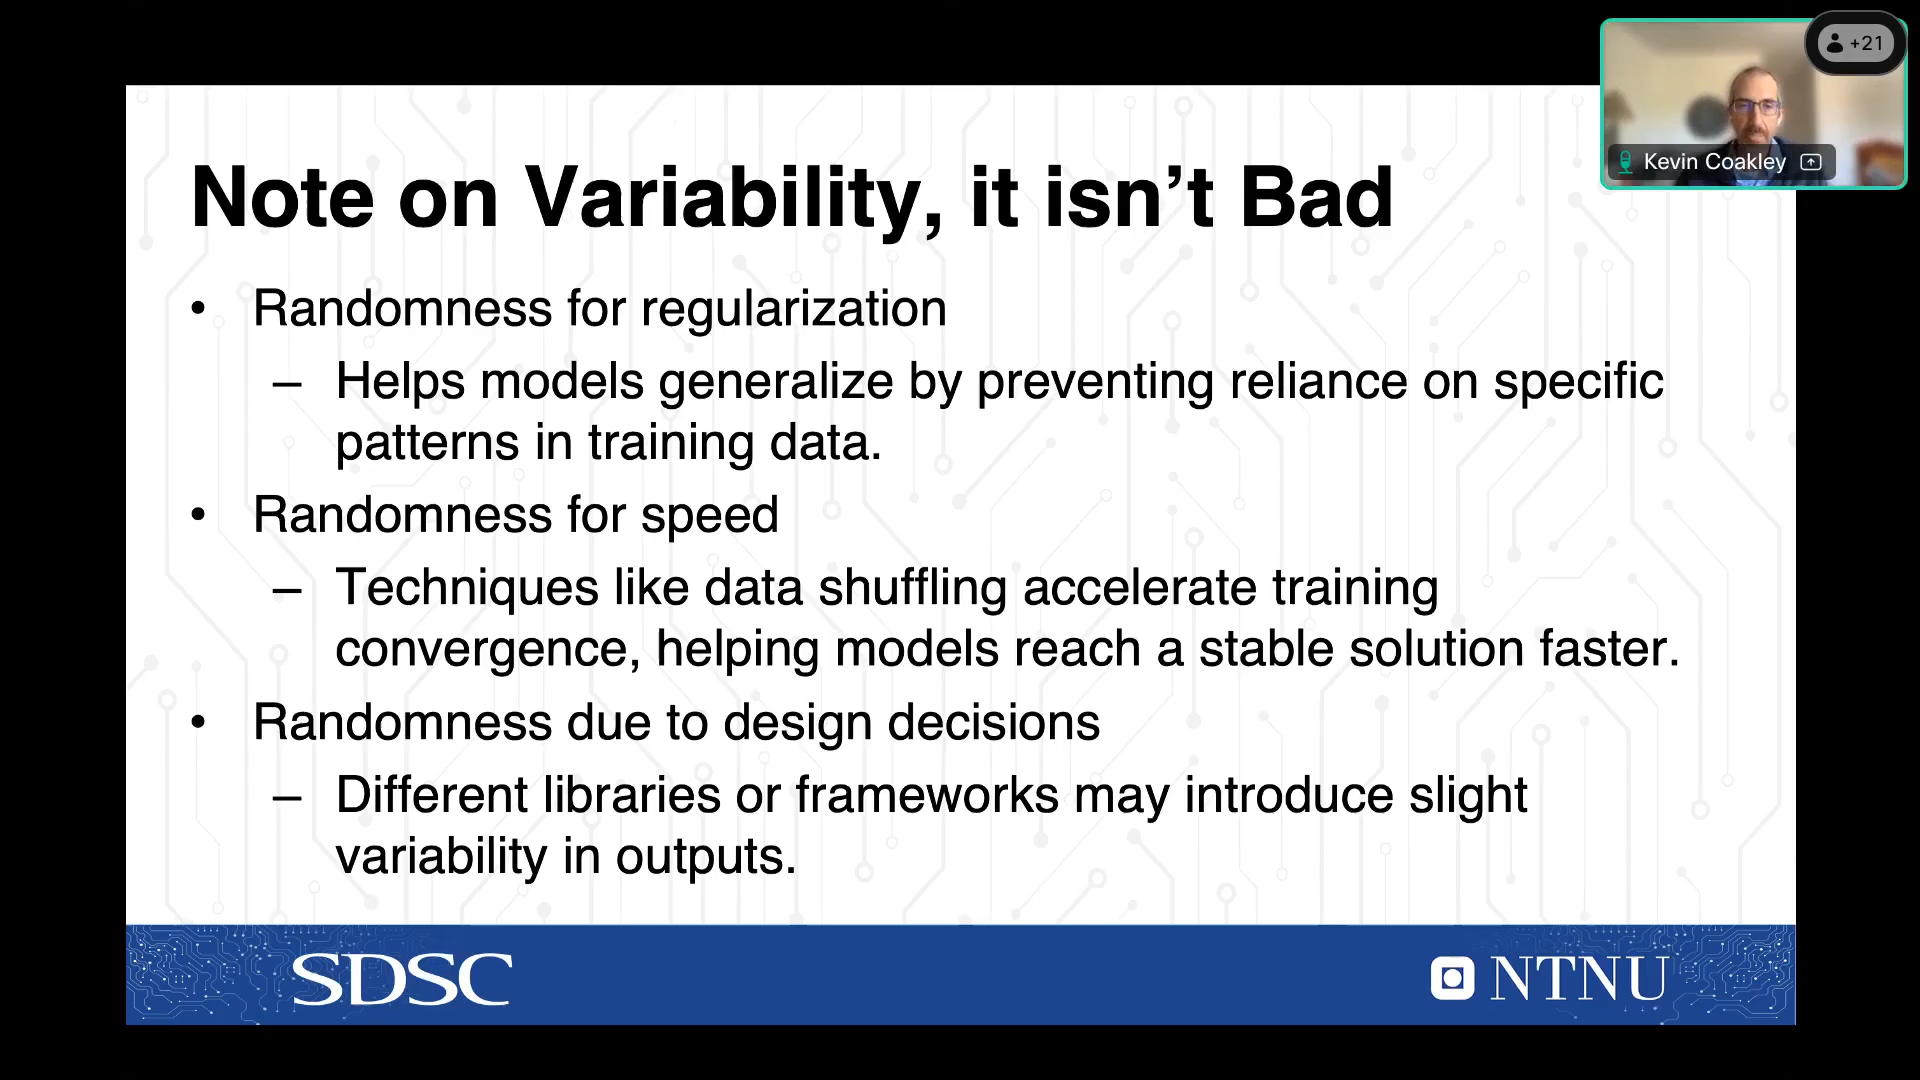 +21
Kevin Coakley
Note on Variability, it isn’t Bad
• Randomness for regularization
– Helps models generalize by preventing reliance on specific
patterns in training data.
• Randomness for speed
– Techniques like data shuffling accelerate training
convergence, helping models reach a stable solution faster.
• Randomness due to design decisions
– Different libraries or frameworks may introduce slight
variability in outputs.
SDSC
NTNU